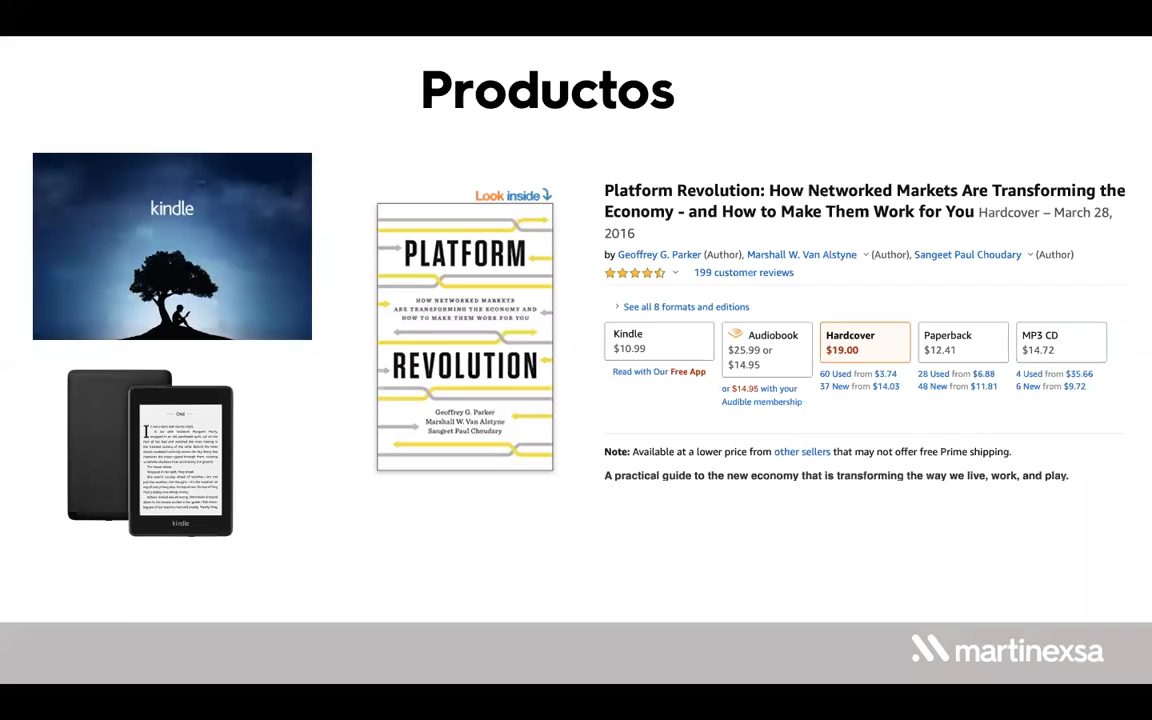 Productos
kindle
ONE
kindle
Look inside
PLATFORM
HOW NETWORKED MARKETS
ARE TRANSFORMING THE ECONOMY AND
HOW TO MAKE THEM WORK FOR YOU
REVOLUTION
Geoffrey G. Parker
Marshall W. Van Alstyne
Sangeet Paul Choudary
Platform Revolution: How Networked Markets Are Transforming the
Economy - and How to Make Them Work for You Hardcover – March 28,
2016
by Geoffrey G. Parker (Author), Marshall W. Van Alstyne (Author), Sangeet Paul Choudary (Author)
199 customer reviews
See all 8 formats and editions
Kindle
$10.99
Read with Our Free App
Audiobook
$25.99 or
$14.95
or $14.95 with your
Audible membership
Hardcover
$19.00
60 Used from $3.74
37 New from $14.03
Paperback
$12.41
28 Used from $6.88
48 New from $11.81
MP3 CD
$14.72
4 Used from $35.66
6 New from $9.72
Note: Available at a lower price from other sellers that may not offer free Prime shipping.
A practical guide to the new economy that is transforming the way we live, work, and play.
martinexsa